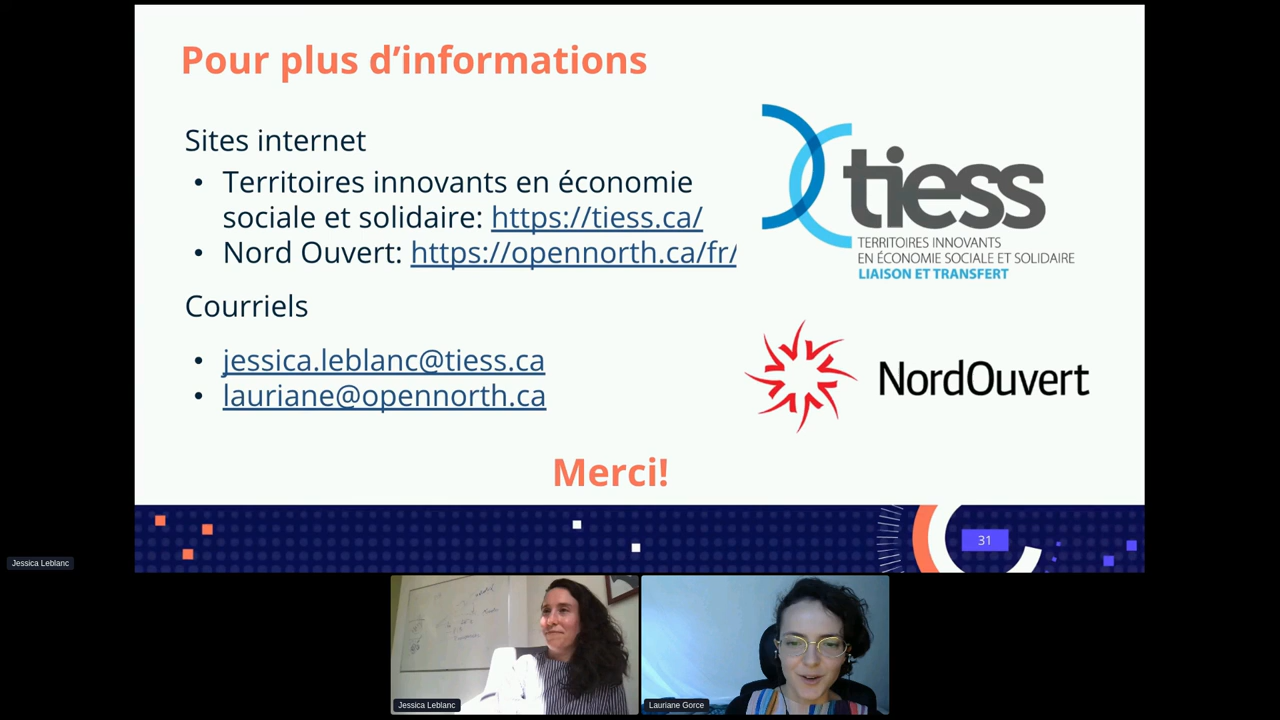 Pour plus d’informations
Sites internet
• Territoires innovants en économie
sociale et solidaire: https://tiess.ca/
• Nord Ouvert: https://opennorth.ca/fr/
Courriels
• jessica.leblanc@tiess.ca
• lauriane@opennorth.ca
tiess
TERRITOIRES INNOVANTS
EN ÉCONOMIE SOCIALE ET SOLIDAIRE
LIAISON ET TRANSFERT
NordOuvert
Merci!
31
Jessica Leblanc
Jessica Leblanc
Lauriane Gorce